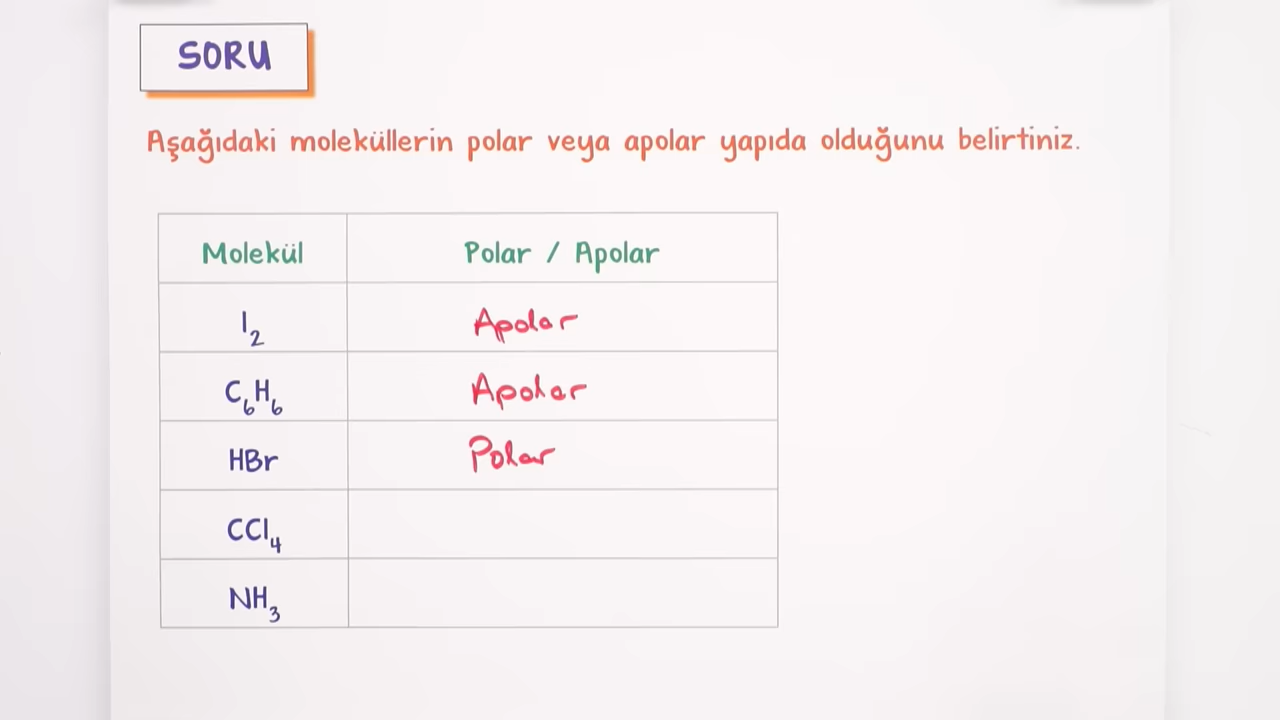 SORU
Aşağıdaki moleküllerin polar veya apolar yapıda olduğunu belirtiniz.
Molekül Polar / Apolar
I₂ Apolar
C₆H₆ Apolar
HBr Polar
CCl₄
NH₃